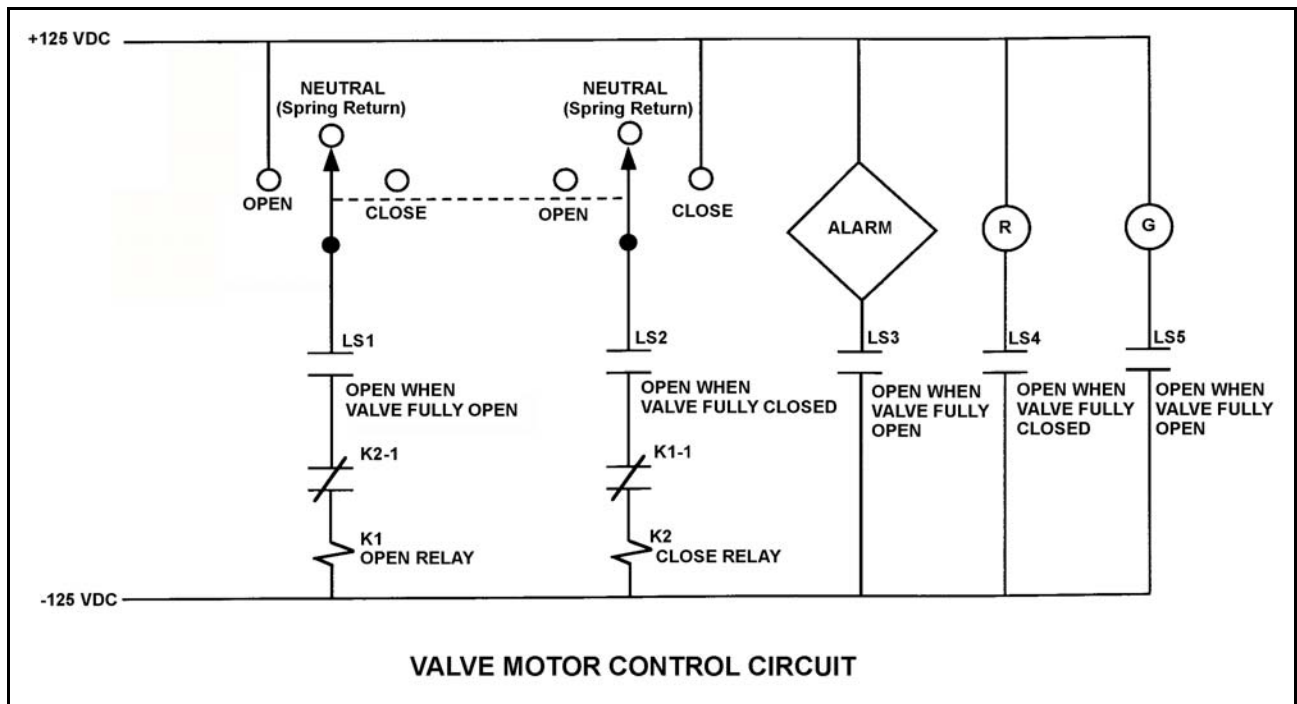 +125 VDC
NEUTRAL
(Spring Return)
NEUTRAL
(Spring Return)
OPEN
CLOSE
OPEN
CLOSE
ALARM
R
G
LS1
OPEN WHEN
VALVE FULLY OPEN
LS2
OPEN WHEN
VALVE FULLY CLOSED
LS3
OPEN WHEN
VALVE FULLY
OPEN
LS4
OPEN WHEN
VALVE FULLY
CLOSED
LS5
OPEN WHEN
VALVE FULLY
OPEN
K2-1
K1-1
K1
OPEN RELAY
K2
CLOSE RELAY
-125 VDC
VALVE MOTOR CONTROL CIRCUIT